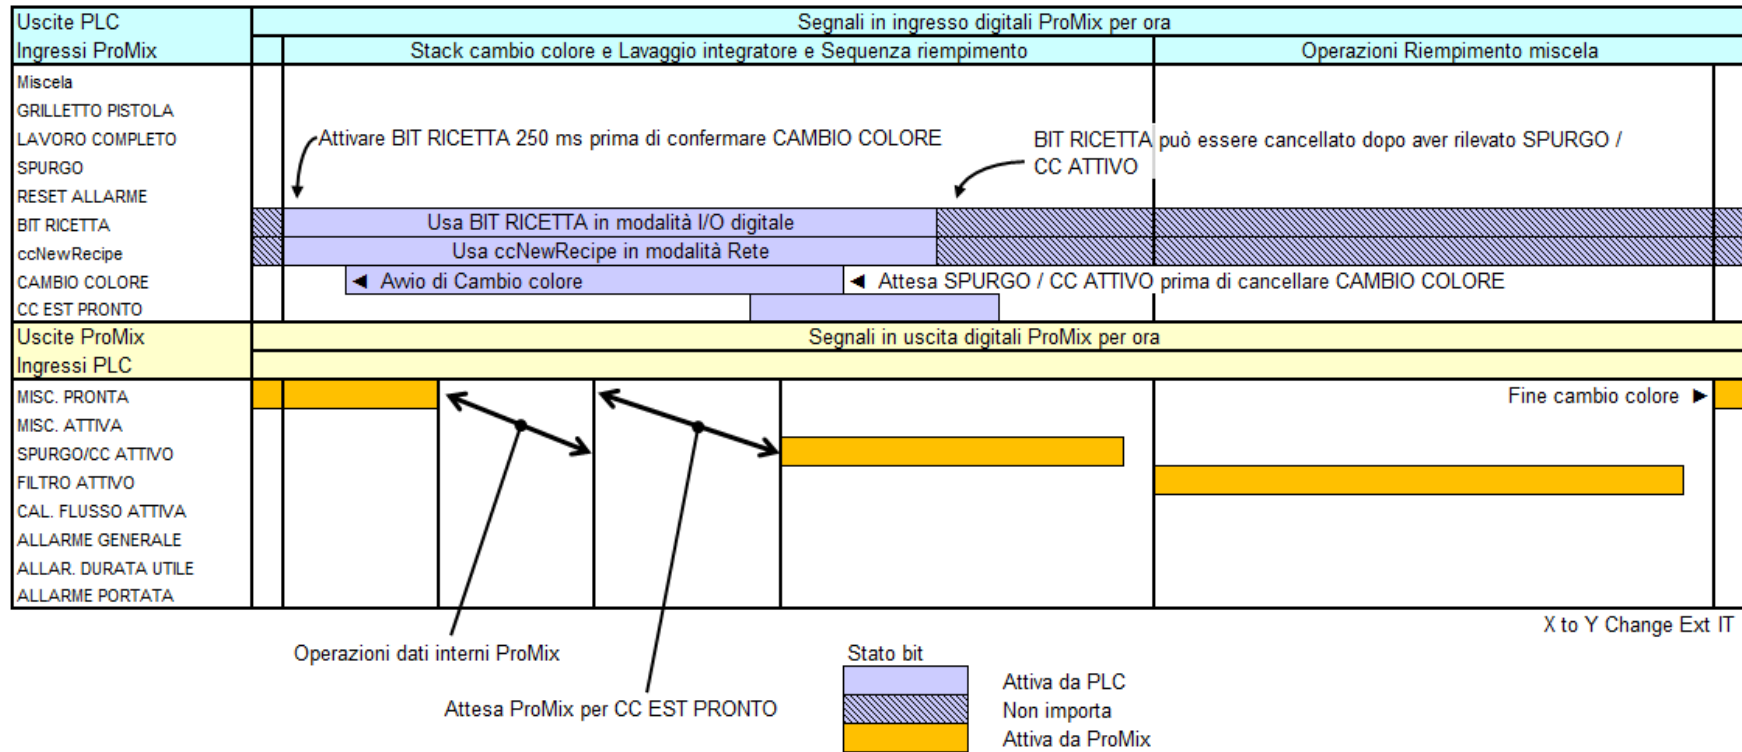 Uscite PLC
Segnali in ingresso digitali ProMix per ora
Ingressi ProMix
Stack cambio colore e Lavaggio integratore e Sequenza riempimento
Operazioni Riempimento miscela
Miscela
GRILLETTO PISTOLA
LAVORO COMPLETO
Attivare BIT RICETTA 250 ms prima di confermare CAMBIO COLORE
BIT RICETTA può essere cancellato dopo aver rilevato SPURGO /
CC ATTIVO
SPURGO
RESET ALLARME
BIT RICETTA
Usa BIT RICETTA in modalità I/O digitale
ccNewRecipe
Usa ccNewRecipe in modalità Rete
CAMBIO COLORE
◄ Avvio di Cambio colore
◄ Attesa SPURGO / CC ATTIVO prima di cancellare CAMBIO COLORE
CC EST PRONTO
Uscite ProMix
Segnali in uscita digitali ProMix per ora
Ingressi PLC
MISC. PRONTA
Fine cambio colore ►
MISC. ATTIVA
SPURGO/CC ATTIVO
FILTRO ATTIVO
CAL. FLUSSO ATTIVA
ALLARME GENERALE
ALLAR. DURATA UTILE
ALLARME PORTATA
X to Y Change Ext IT
Operazioni dati interni ProMix
Attesa ProMix per CC EST PRONTO
Stato bit
Attiva da PLC
Non importa
Attiva da ProMix